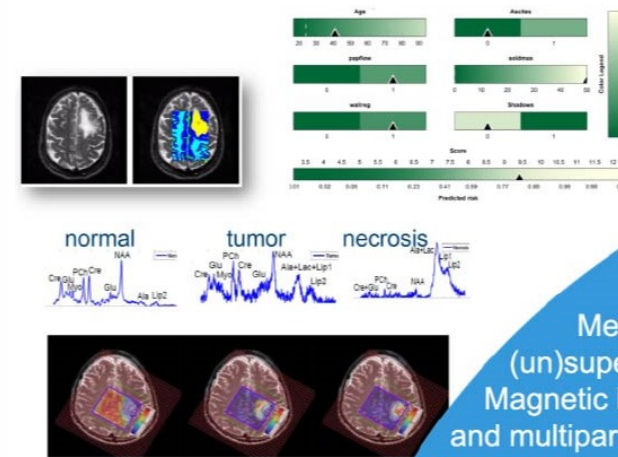 Age
20 30 40 50 60 70 80 90
Ascites
0 1
papflow
0 1
soldmax
0 10 20 30 40 50
wallreg
0 1
Shadows
0 1
Color Legend
Score
3.5 4 4.5 5 5.5 6 6.5 7 7.5 8 8.5 9 9.5 10 10.5 11 11.5 12
Predicted risk
normal
Cre Glu Myo PCh Cre Glu NAA Ala Lip2
tumor
Cre Glu Myo PCh Cre Glu NAA Ala+Lac+Lip1 Lip2
necrosis
Cre+Glu PCh Cre NAA Ala+Lac Lip1 Lip2
Me
(un)supe
Magnetic
and multipar